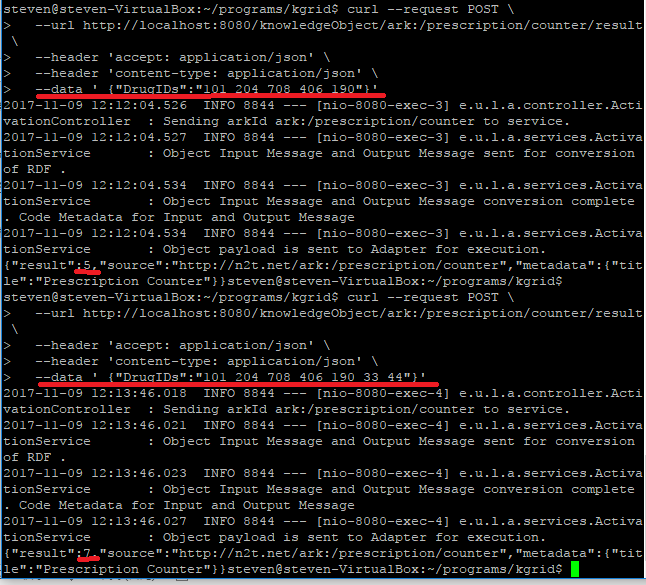 steven@steven-VirtualBox:~/programs/kgrid$ curl --request POST \
>   --url http://localhost:8080/knowledgeObject/ark:/prescription/counter/result
 \
>   --header 'accept: application/json' \
>   --header 'content-type: application/json' \
>   --data ' {"DrugIDs":"101 204 708 406 190"}'
2017-11-09 12:12:04.526  INFO 8844 --- [nio-8080-exec-3] e.u.l.a.controller.Acti
vationController  : Sending arkId ark:/prescription/counter to service.
2017-11-09 12:12:04.527  INFO 8844 --- [nio-8080-exec-3] e.u.l.a.services.Activa
tionService       : Object Input Message and Output Message sent for conversion
of RDF .
2017-11-09 12:12:04.534  INFO 8844 --- [nio-8080-exec-3] e.u.l.a.services.Activa
tionService       : Object Input Message and Output Message conversion complete
. Code Metadata for Input and Output Message
2017-11-09 12:12:04.534  INFO 8844 --- [nio-8080-exec-3] e.u.l.a.services.Activa
tionService       : Object payload is sent to Adapter for execution.
{"result":5,"source":"http://n2t.net/ark:/prescription/counter","metadata":{"tit
le":"Prescription Counter"}}steven@steven-VirtualBox:~/programs/kgrid$
steven@steven-VirtualBox:~/programs/kgrid$ curl --request POST \
>   --url http://localhost:8080/knowledgeObject/ark:/prescription/counter/result
 \
>   --header 'accept: application/json' \
>   --header 'content-type: application/json' \
>   --data ' {"DrugIDs":"101 204 708 406 190 33 44"}'
2017-11-09 12:13:46.018  INFO 8844 --- [nio-8080-exec-4] e.u.l.a.controller.Acti
vationController  : Sending arkId ark:/prescription/counter to service.
2017-11-09 12:13:46.021  INFO 8844 --- [nio-8080-exec-4] e.u.l.a.services.Activa
tionService       : Object Input Message and Output Message sent for conversion
of RDF .
2017-11-09 12:13:46.023  INFO 8844 --- [nio-8080-exec-4] e.u.l.a.services.Activa
tionService       : Object Input Message and Output Message conversion complete
. Code Metadata for Input and Output Message
2017-11-09 12:13:46.027  INFO 8844 --- [nio-8080-exec-4] e.u.l.a.services.Activa
tionService       : Object payload is sent to Adapter for execution.
{"result":7,"source":"http://n2t.net/ark:/prescription/counter","metadata":{"tit
le":"Prescription Counter"}}steven@steven-VirtualBox:~/programs/kgrid$